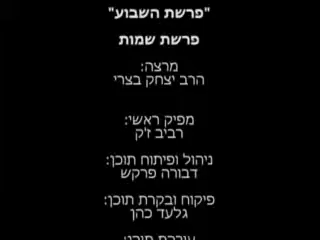 "פרשת השבוע"
פרשת שמות
מרצה:
הרב יצחק בצרי
מפיק ראשי:
רביב ז'ק
ניהול ופיתוח תוכן:
דבורה פרקש
פיקוח ובקרת תוכן:
גלעד כהן